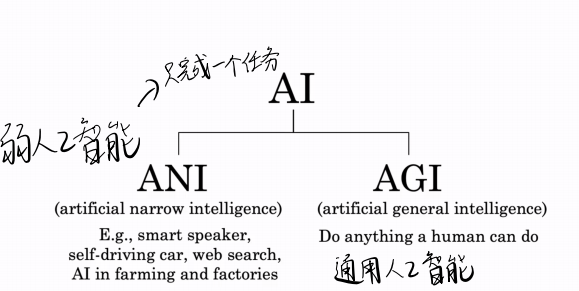 只完成一个任务
AI
弱人工智能
ANI
(artificial narrow intelligence)
E.g., smart speaker,
self-driving car, web search,
AI in farming and factories
AGI
(artificial general intelligence)
Do anything a human can do
通用人工智能